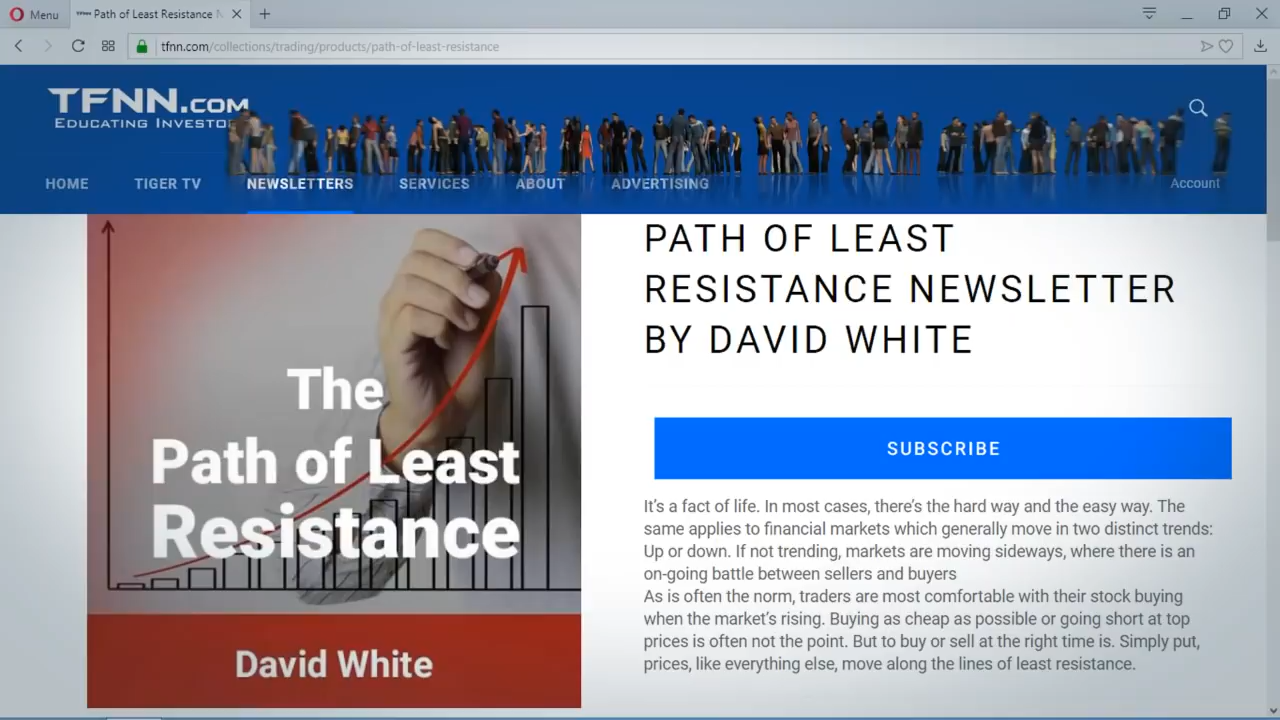 Menu
Path of Least Resistance N
tfnn.com/collections/trading/products/path-of-least-resistance
TFNN.COM
EDUCATING INVESTO
HOME TIGER TV NEWSLETTERS SERVICES ABOUT ADVERTISING Account
The
Path of Least
Resistance
David White
PATH OF LEAST
RESISTANCE NEWSLETTER
BY DAVID WHITE
SUBSCRIBE
It's a fact of life. In most cases, there's the hard way and the easy way. The
same applies to financial markets which generally move in two distinct trends:
Up or down. If not trending, markets are moving sideways, where there is an
on-going battle between sellers and buyers
As is often the norm, traders are most comfortable with their stock buying
when the market's rising. Buying as cheap as possible or going short at top
prices is often not the point. But to buy or sell at the right time is. Simply put,
prices, like everything else, move along the lines of least resistance.